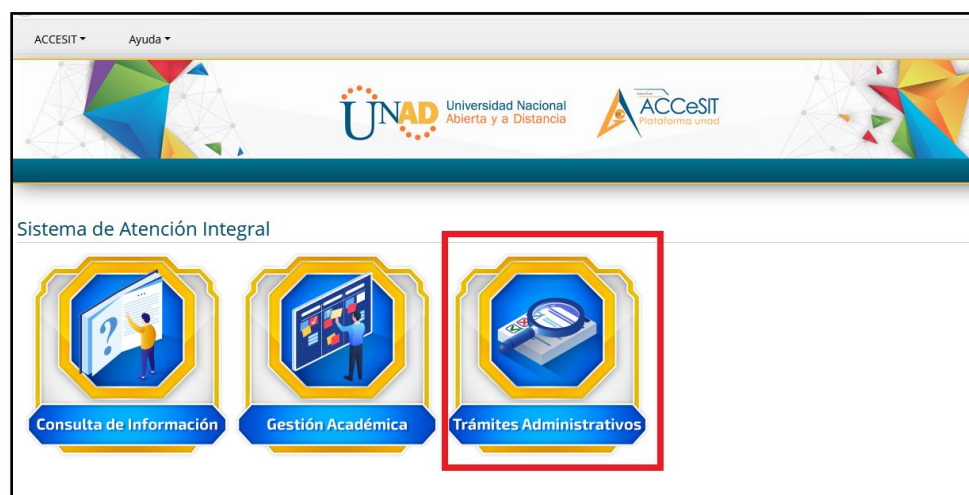 ACCESIT Ayuda
UNAD Universidad Nacional
Abierta y a Distancia
ACCeSIT
Plataforma unad
Sistema de Atención Integral
?
Consulta de Información Gestión Académica Trámites Administrativos